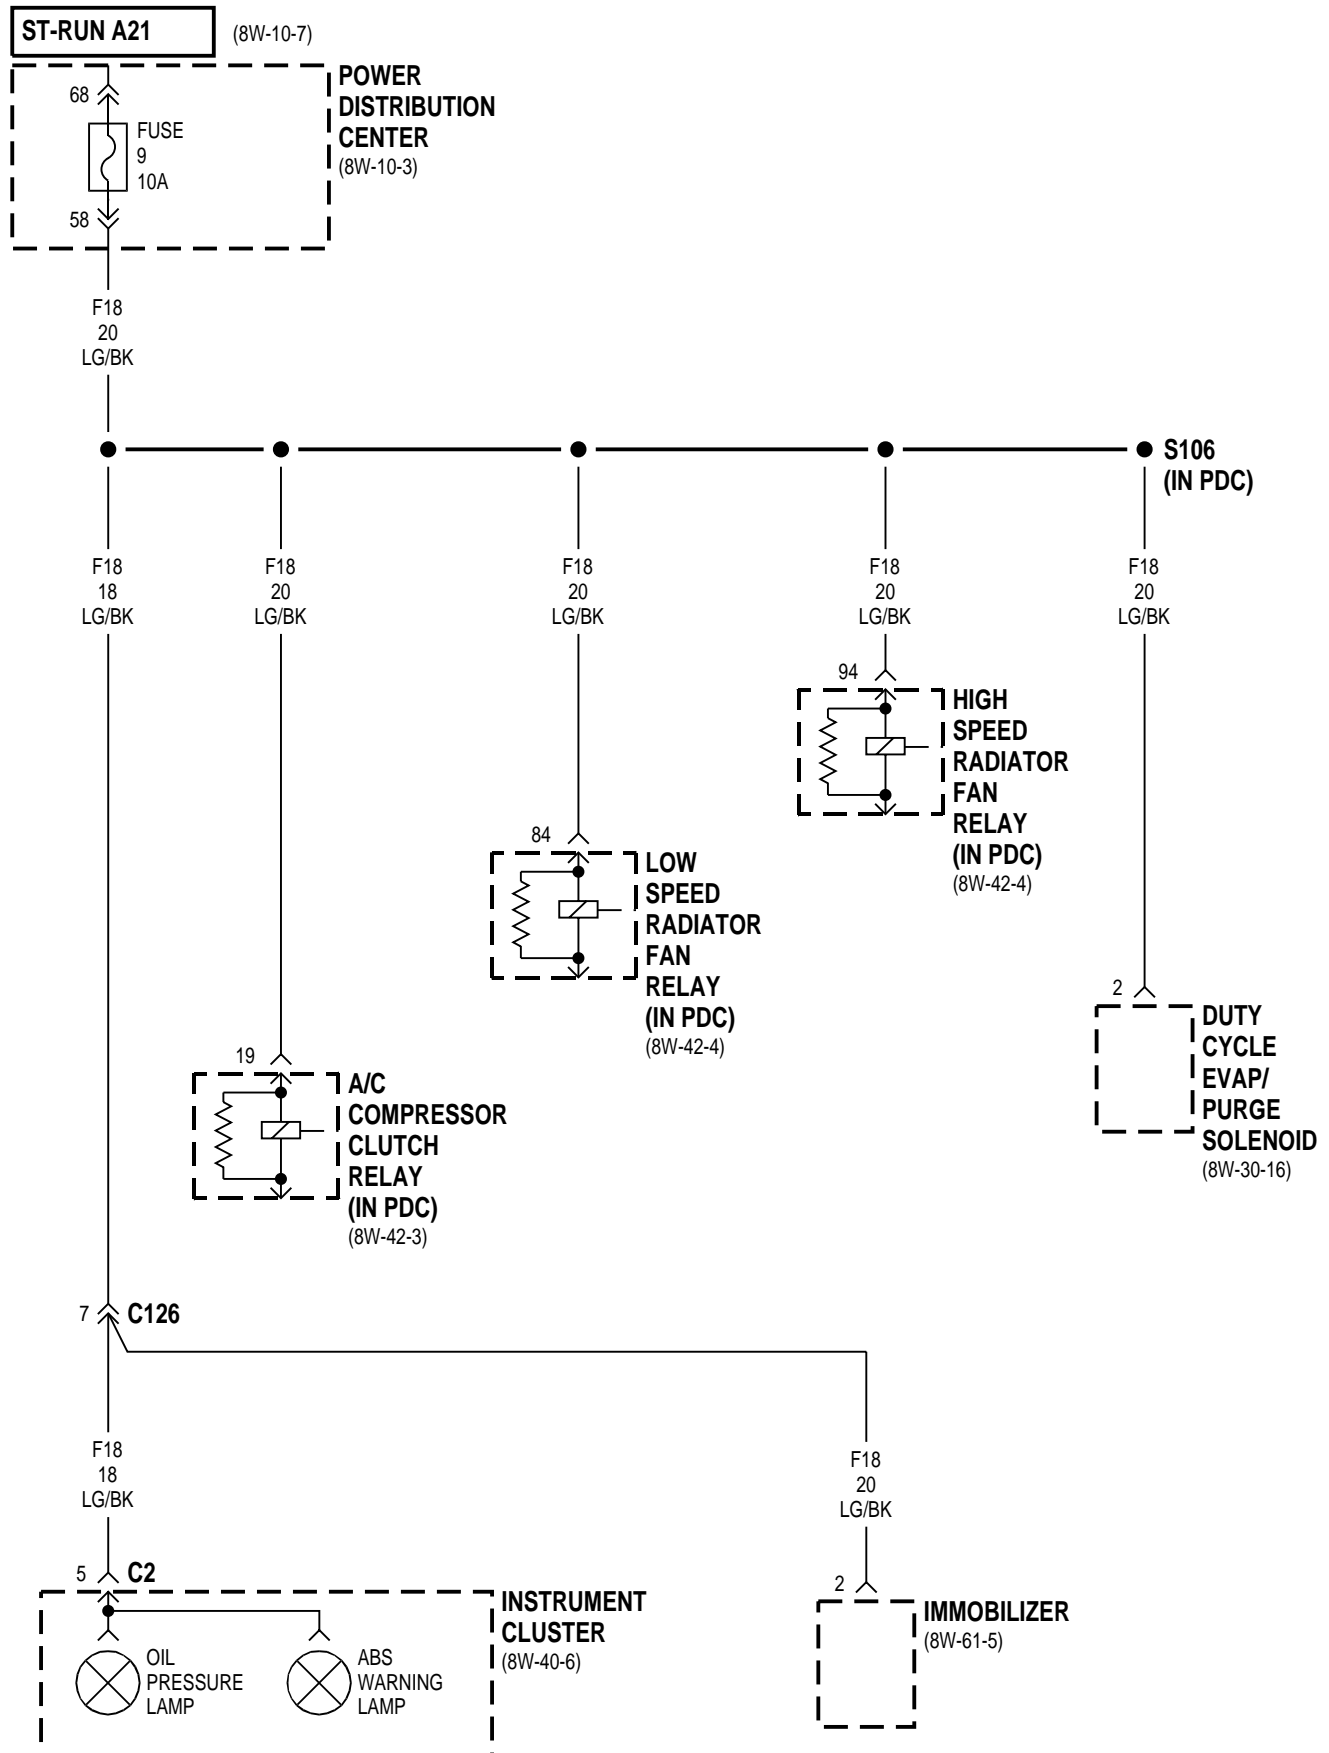 ST-RUN A21
(8W-10-7)
68
FUSE
9
10A
58
POWER
DISTRIBUTION
CENTER
(8W-10-3)
F18
20
LG/BK
S106
(IN PDC)
F18
18
LG/BK
F18
20
LG/BK
F18
20
LG/BK
F18
20
LG/BK
F18
20
LG/BK
94
HIGH
SPEED
RADIATOR
FAN
RELAY
(IN PDC)
(8W-42-4)
84
LOW
SPEED
RADIATOR
FAN
RELAY
(IN PDC)
(8W-42-4)
2
DUTY
CYCLE
EVAP/
PURGE
SOLENOID
(8W-30-16)
19
A/C
COMPRESSOR
CLUTCH
RELAY
(IN PDC)
(8W-42-3)
7
C126
F18
18
LG/BK
F18
20
LG/BK
5
C2
INSTRUMENT
CLUSTER
(8W-40-6)
OIL
PRESSURE
LAMP
ABS
WARNING
LAMP
2
IMMOBILIZER
(8W-61-5)